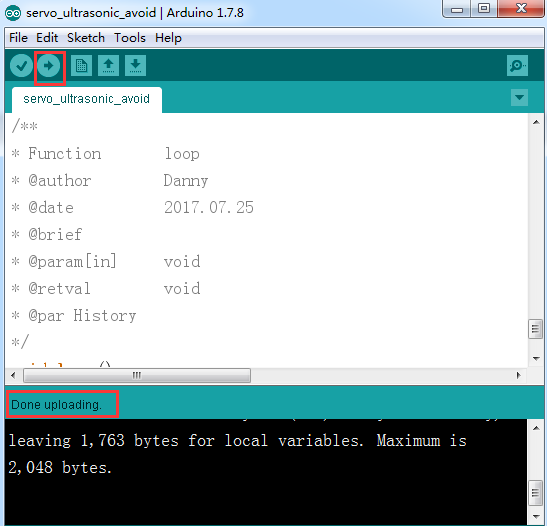 servo_ultrasonic_avoid | Arduino 1.7.8
File Edit Sketch Tools Help
servo_ultrasonic_avoid
/**
* Function loop
* @author Danny
* @date 2017.07.25
* @brief
* @param[in] void
* @retval void
* @par History
*/
Done uploading.
leaving 1,763 bytes for local variables. Maximum is
2,048 bytes.